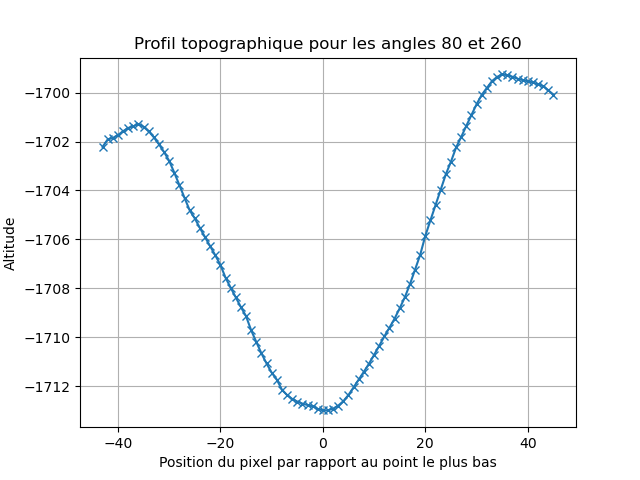 Profil topographique pour les angles 80 et 260
Altitude
−1700
−1702
−1704
−1706
−1708
−1710
−1712
−40 −20 0 20 40
Position du pixel par rapport au point le plus bas